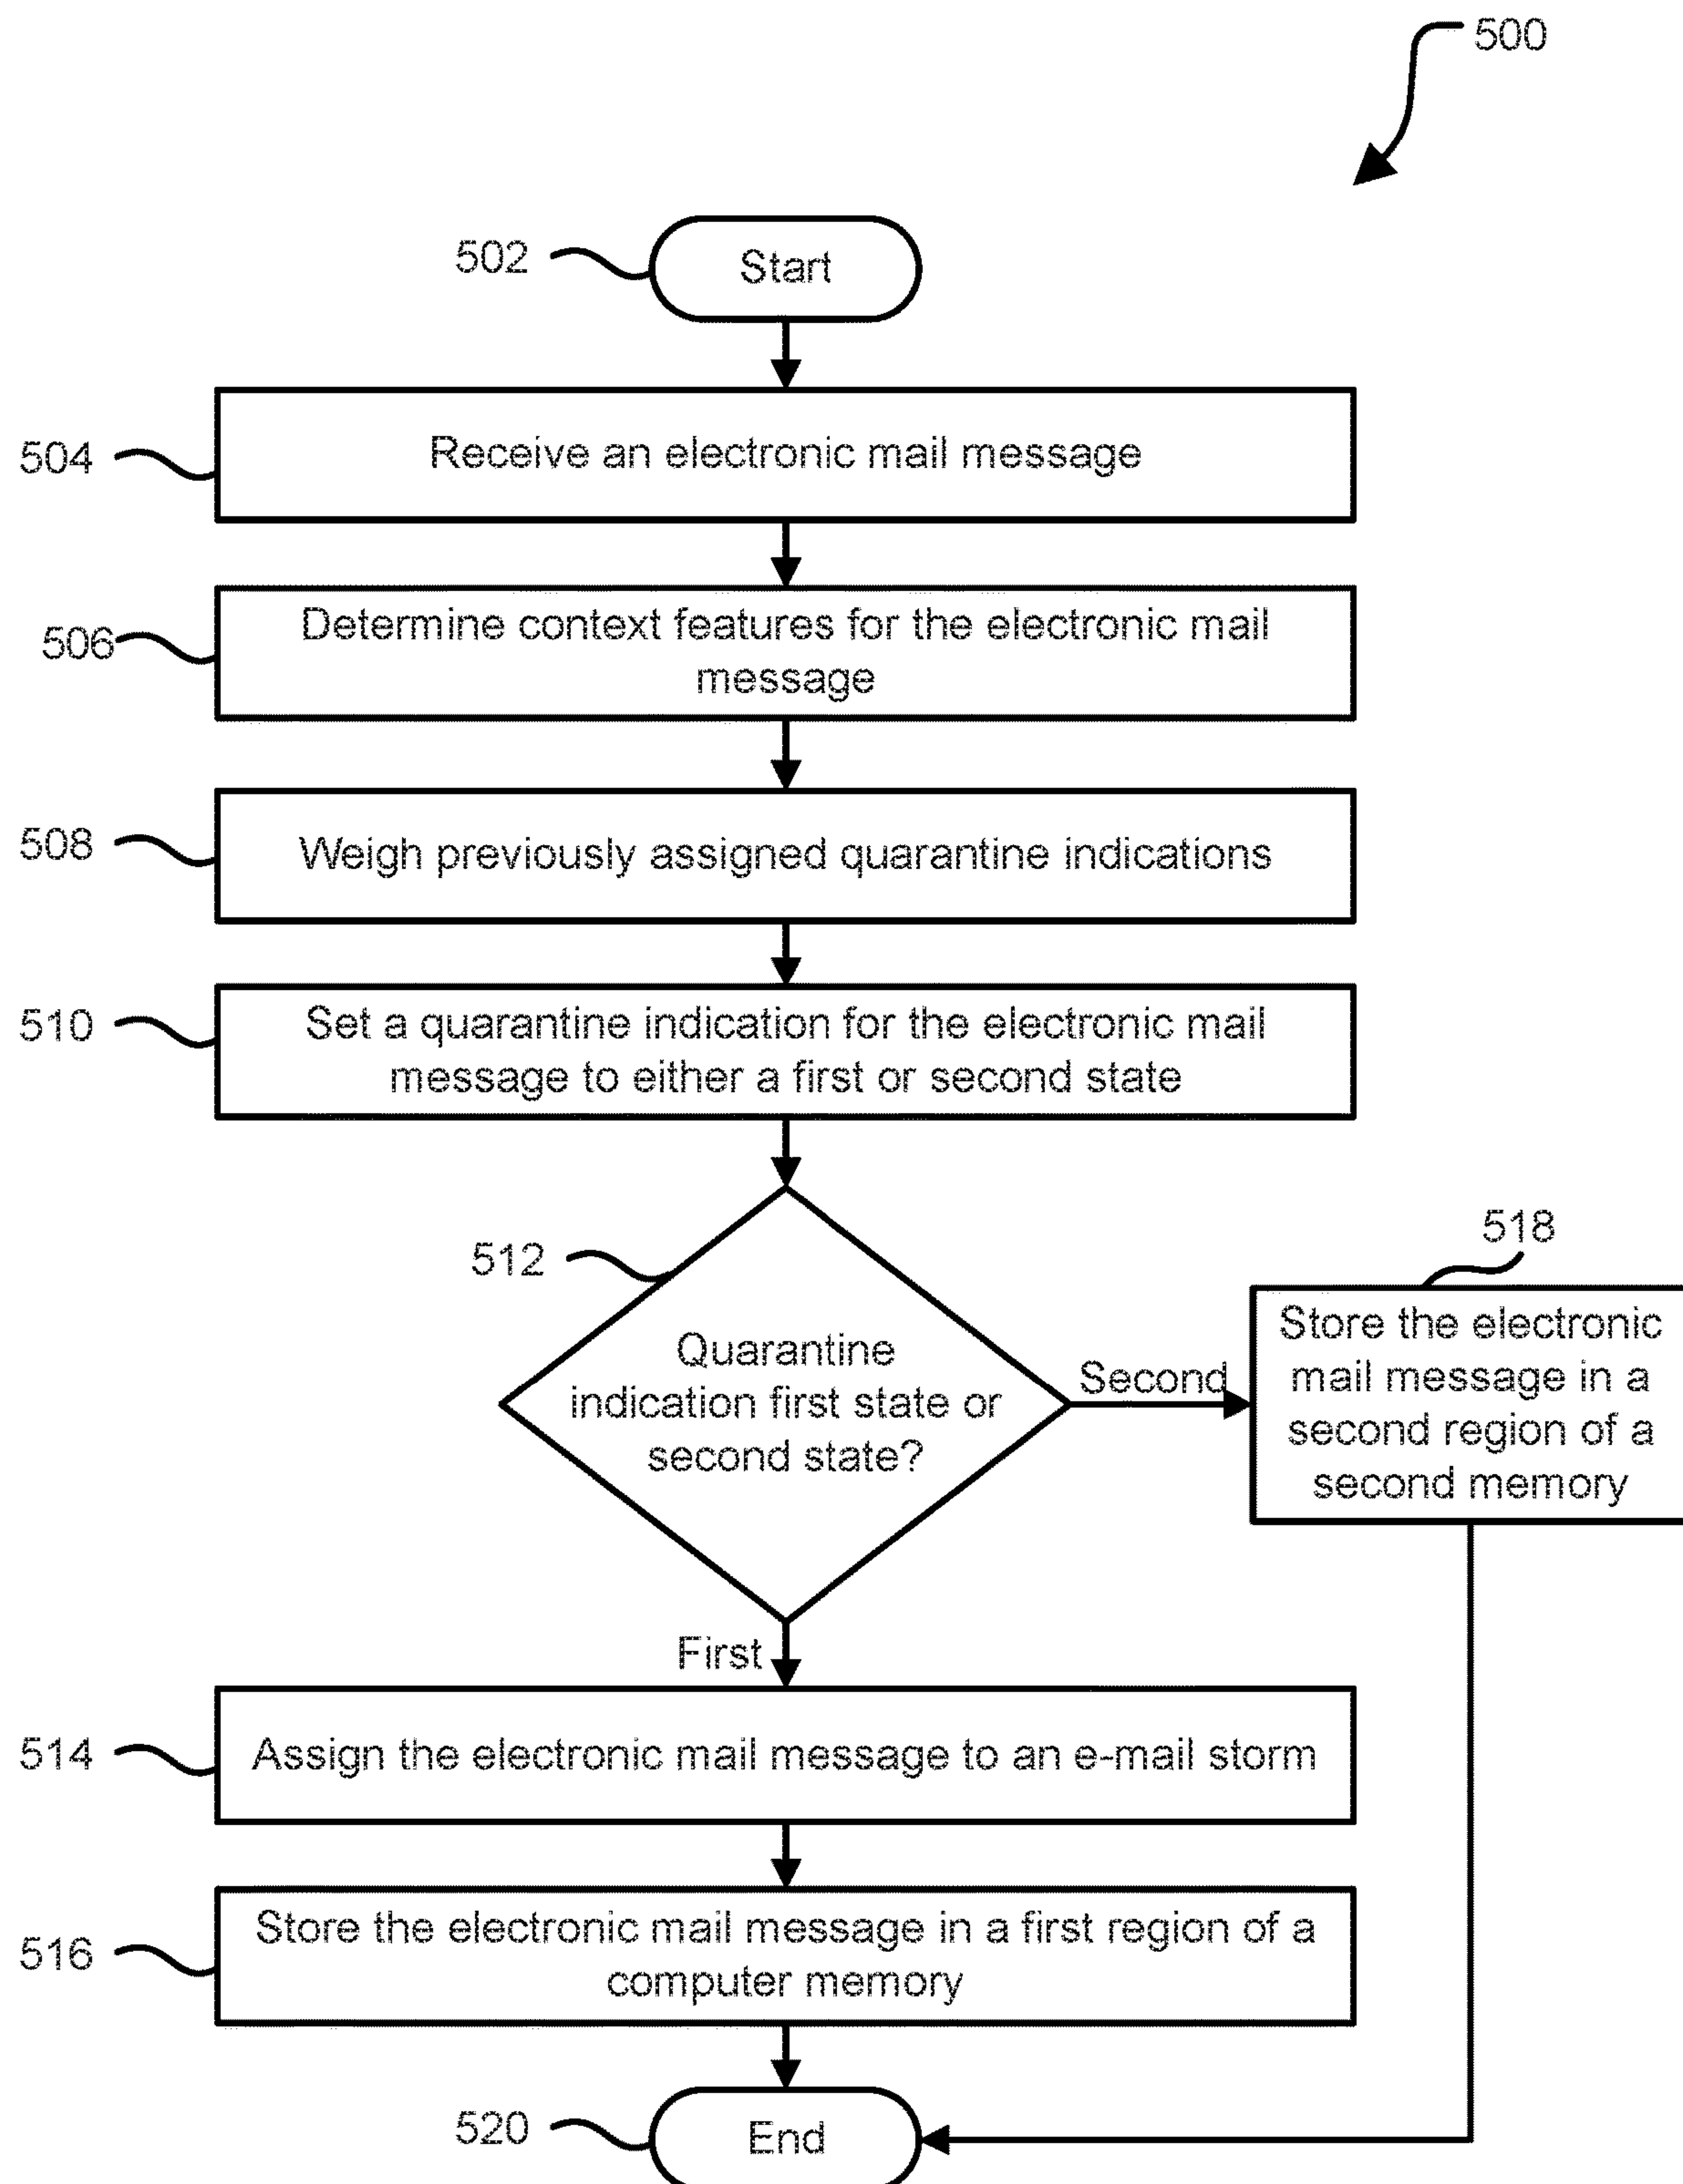 500
502
Start
504
Receive an electronic mail message
506
Determine context features for the electronic mail
message
508
Weigh previously assigned quarantine indications
510
Set a quarantine indication for the electronic mail
message to either a first or second state
512
Quarantine
indication first state or
second state?
Second
518
Store the electronic
mail message in a
second region of a
second memory
First
514
Assign the electronic mail message to an e-mail storm
516
Store the electronic mail message in a first region of a
computer memory
520
End